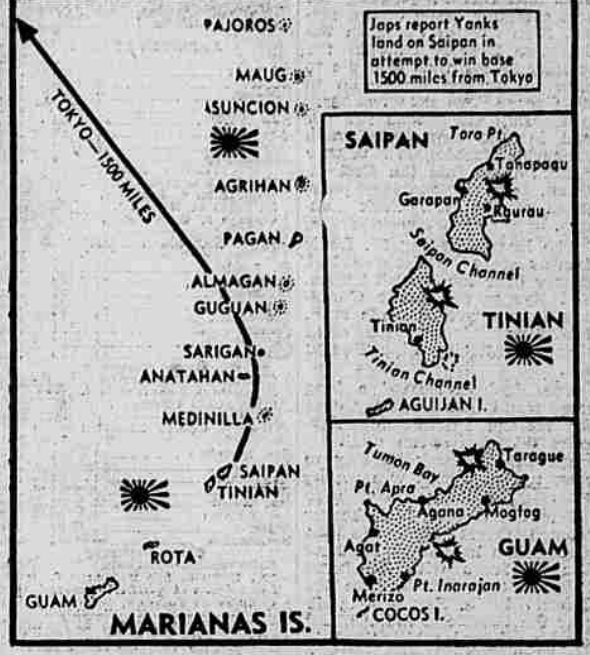 PAJOROS
MAUG
ASUNCION
AGRIHAN
PAGAN
ALMAGAN
GUGUAN
SARIGAN
ANATAHAN
MEDINILLA
SAIPAN
TINIAN
ROTA
GUAM
MARIANAS IS.
TOKYO—1500 MILES
Japs report Yanks
land on Saipan in
attempt to win base
1500 miles from Tokyo
SAIPAN
Toro Pt.
Tanapagu
Garapan
Kaurau
Saipan Channel
TINIAN
Tinian
Tinian Channel
AGUIJAN I.
Tumon Bay
Tarague
Pt. Apra
Agana
Mogfog
Agat
GUAM
Merizo
Pt. Inarajan
COCOS I.